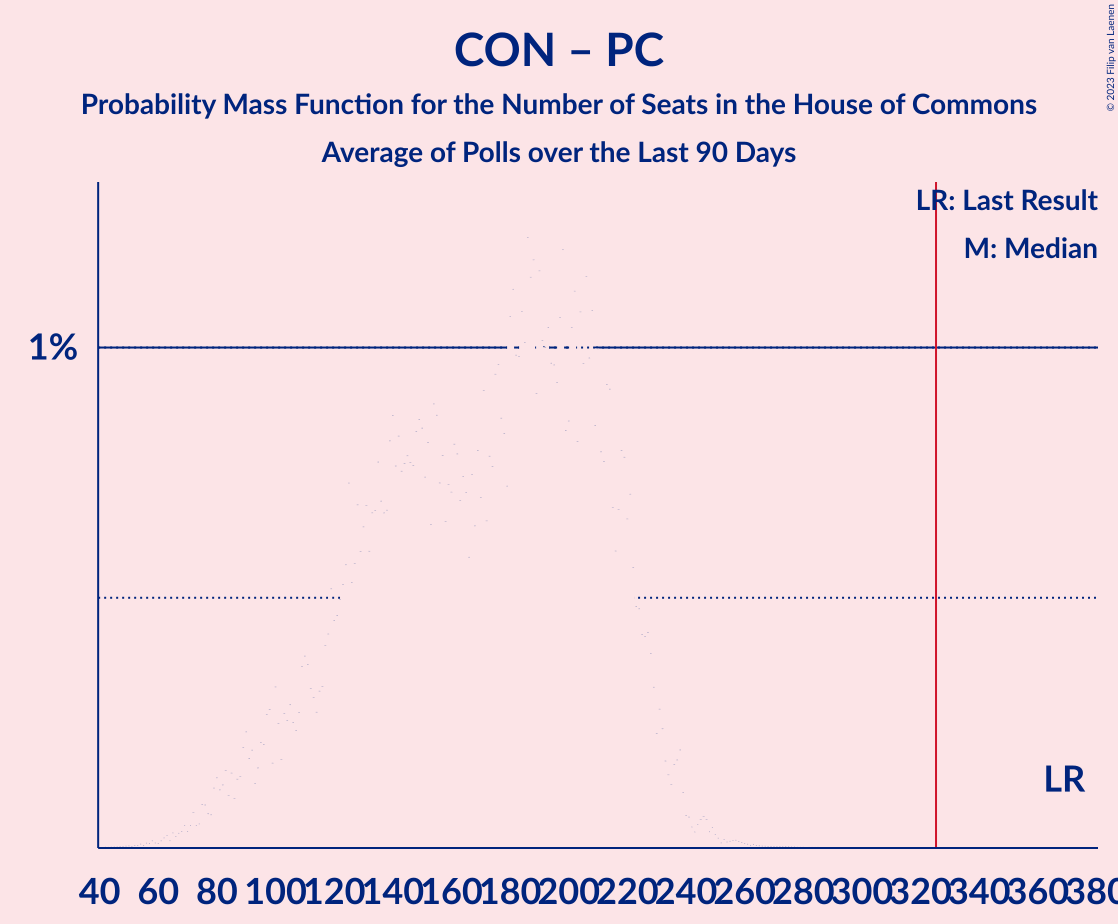 CON – PC
Probability Mass Function for the Number of Seats in the House of Commons
Average of Polls over the Last 90 Days
© 2023 Filip van Laenen
LR: Last Result
M: Median
1%
LR
40 60 80 100 120 140 160 180 200 220 240 260 280 300 320 340 360 380